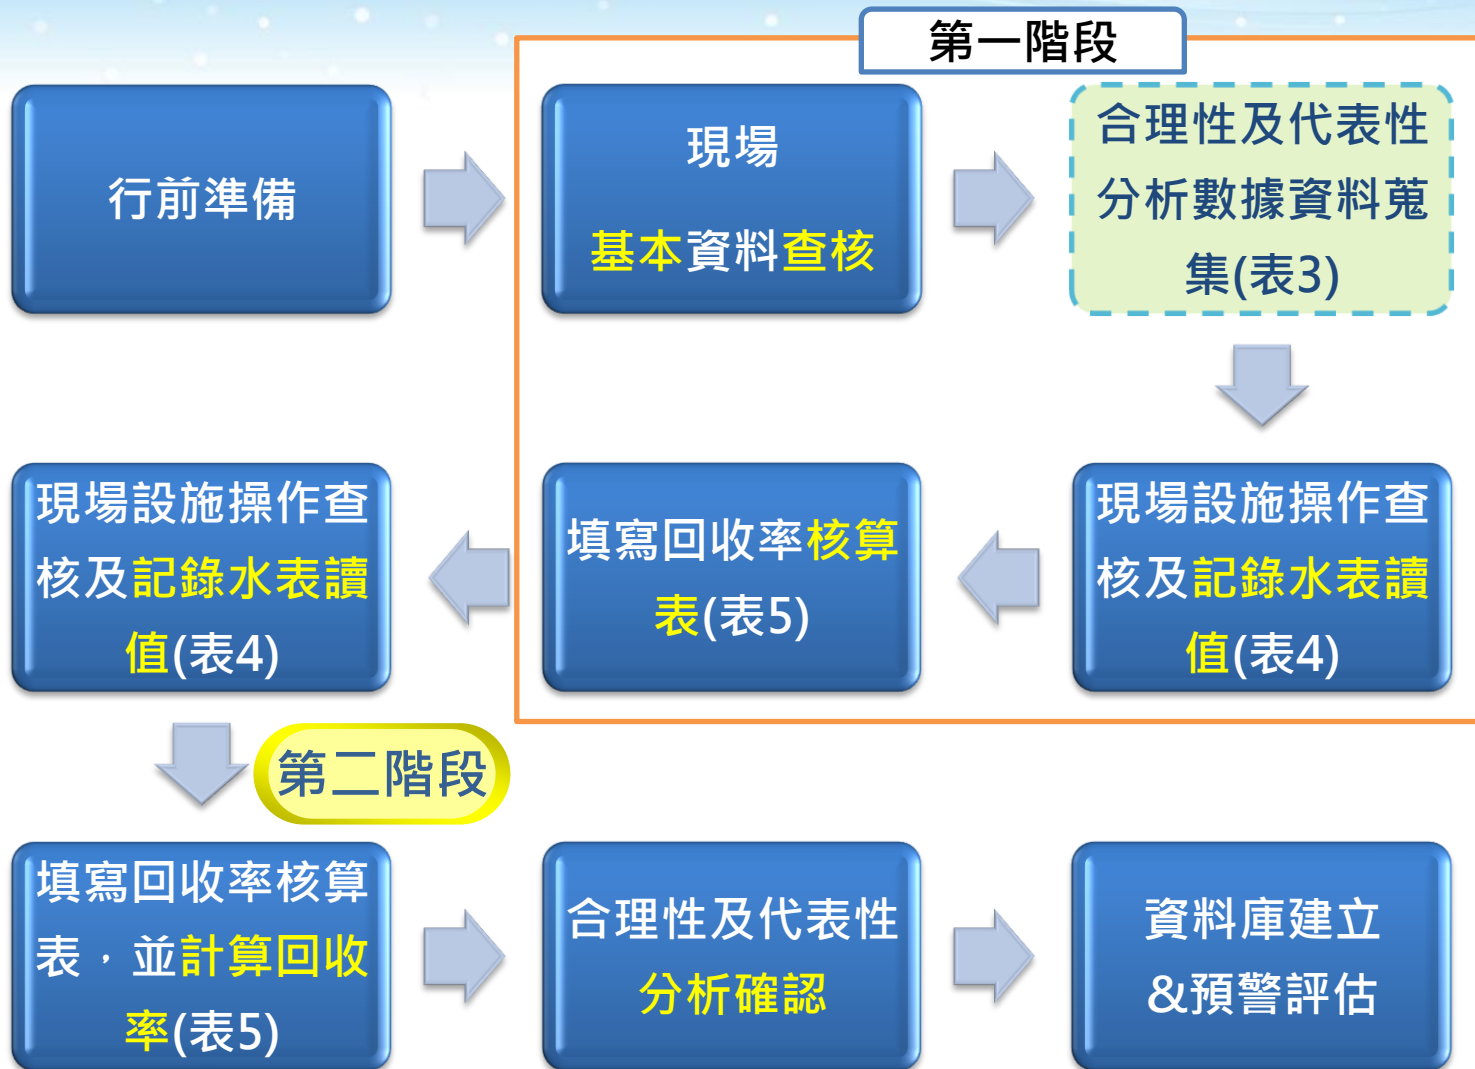 第一階段
行前準備
現場
基本資料查核
合理性及代表性
分析數據資料蒐
集(表3)
現場設施操作查
核及記錄水表讀
值(表4)
填寫回收率核算
表(表5)
現場設施操作查
核及記錄水表讀
值(表4)
第二階段
填寫回收率核算
表，並計算回收
率(表5)
合理性及代表性
分析確認
資料庫建立
&預警評估